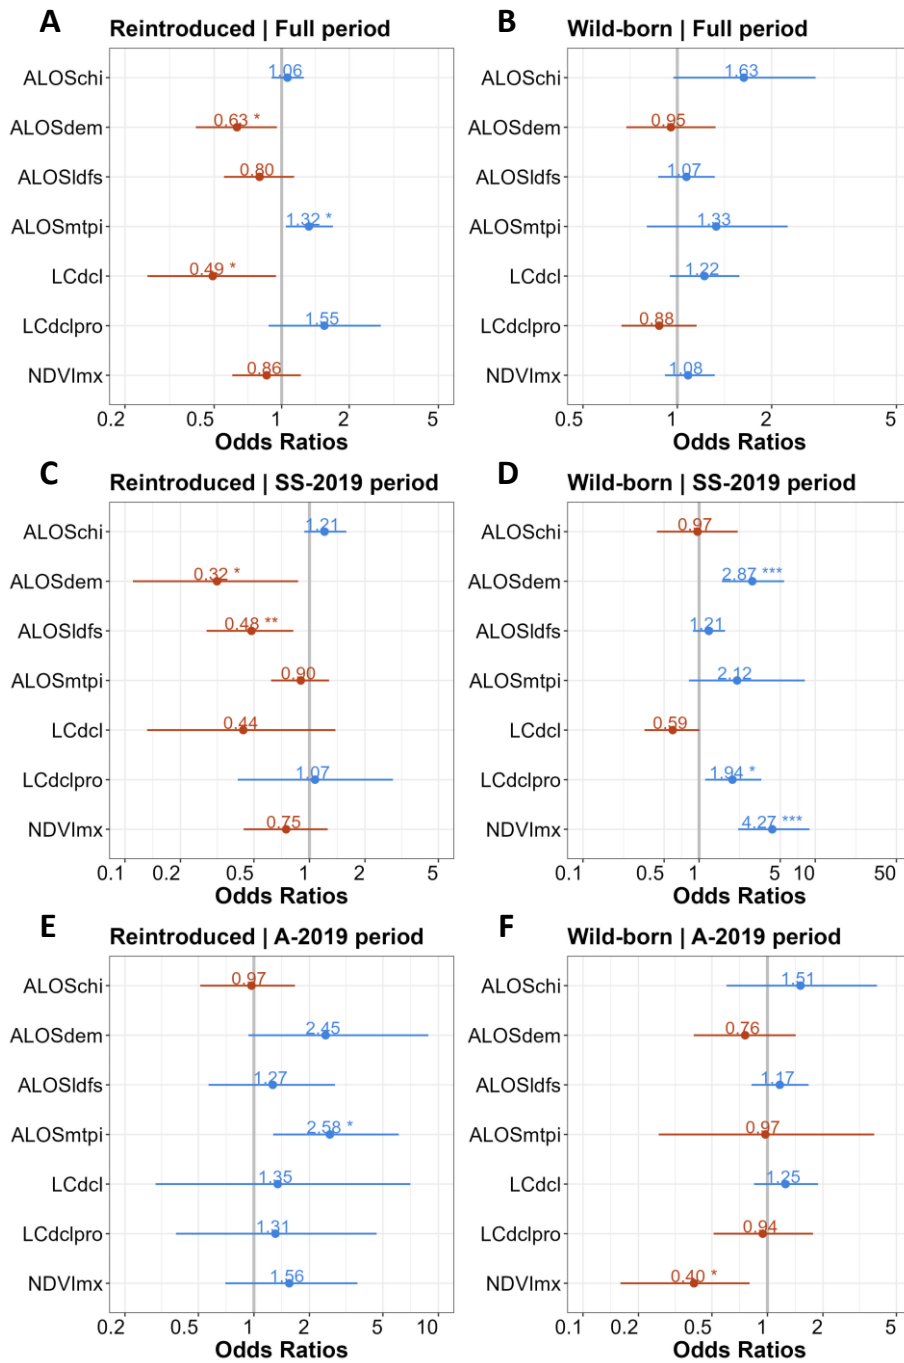 A Reintroduced | Full period
ALOSchi 1.06
ALOSdem 0.63 *
ALOSldfs 0.80
ALOSmtpi 1.32 *
LCdcl 0.49 *
LCdclpro 1.55
NDVImx 0.86
0.2 0.5 1 2 5
Odds Ratios
B Wild-born | Full period
ALOSchi 1.63
ALOSdem 0.95
ALOSldfs 1.07
ALOSmtpi 1.33
LCdcl 1.22
LCdclpro 0.88
NDVImx 1.08
0.5 1 2 5
Odds Ratios
C Reintroduced | SS-2019 period
ALOSchi 1.21
ALOSdem 0.32 *
ALOSldfs 0.48 **
ALOSmtpi 0.90
LCdcl 0.44
LCdclpro 1.07
NDVImx 0.75
0.1 0.2 0.5 1 2 5
Odds Ratios
D Wild-born | SS-2019 period
ALOSchi 0.97
ALOSdem 2.87 ***
ALOSldfs 1.21
ALOSmtpi 2.12
LCdcl 0.59
LCdclpro 1.94 *
NDVImx 4.27 ***
0.1 0.5 1 5 10 50
Odds Ratios
E Reintroduced | A-2019 period
ALOSchi 0.97
ALOSdem 2.45
ALOSldfs 1.27
ALOSmtpi 2.58 *
LCdcl 1.35
LCdclpro 1.31
NDVImx 1.56
0.2 0.5 1 2 5 10
Odds Ratios
F Wild-born | A-2019 period
ALOSchi 1.51
ALOSdem 0.76
ALOSldfs 1.17
ALOSmtpi 0.97
LCdcl 1.25
LCdclpro 0.94
NDVImx 0.40 *
0.1 0.2 0.5 1 2 5
Odds Ratios